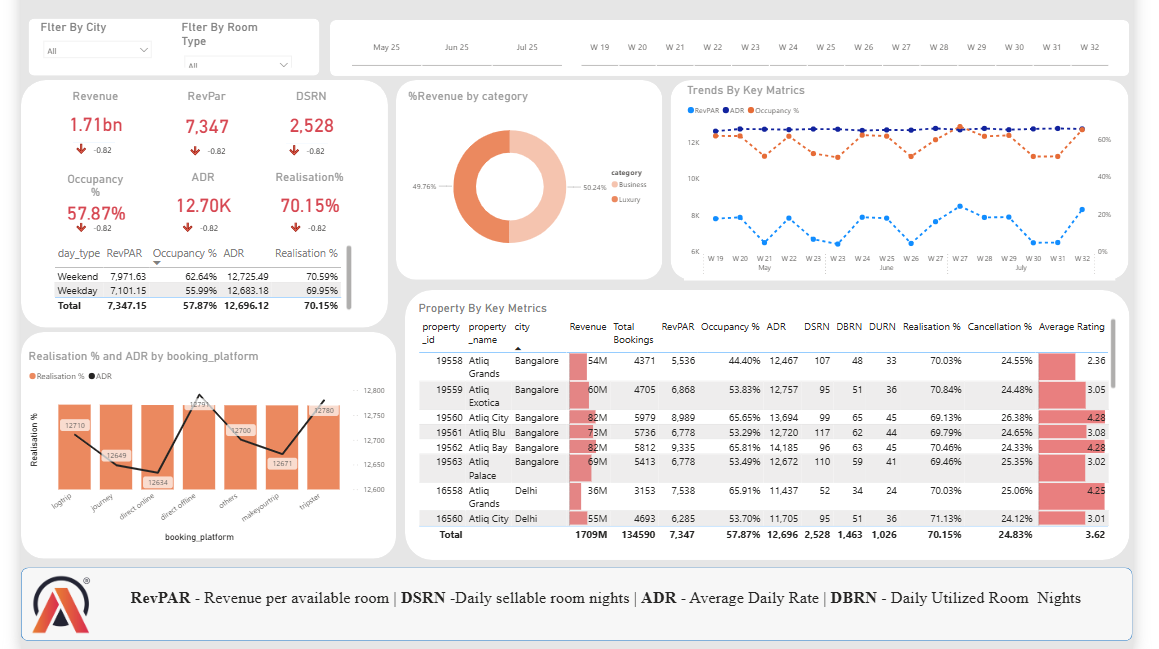 Flter By City
All
Flter By Room
Type
All
May 25 Jun 25 Jul 25
W 19 W 20 W 21 W 22 W 23 W 24 W 25 W 26 W 27 W 28 W 29 W 30 W 31 W 32
Revenue RevPar DSRN
1.71bn 7,347 2,528
-0.82 -0.82 -0.82
Occupancy
%
ADR Realisation%
57.87% 12.70K 70.15%
-0.82 -0.82 -0.82
day_type RevPAR Occupancy % ADR Realisation %
Weekend 7,971.63 62.64% 12,725.49 70.59%
Weekday 7,101.15 55.99% 12,683.18 69.95%
Total 7,347.15 57.87% 12,696.12 70.15%
%Revenue by category
49.76%
50.24%
category
Business
Luxury
Trends By Key Matrics
RevPAR ADR Occupancy %
12K
10K
8K
6K
60%
40%
20%
0%
W 19 W 20 W 21 W 22 W 23 W 23 W 24 W 25 W 26 W 27 W 27 W 28 W 29 W 30 W 31 W 32
May June July
Realisation % and ADR by booking_platform
Realisation % ADR
Realisation %
12710
12649
12634
12791
12700
12671
12780
12,800
12,750
12,700
12,650
12,600
logtrip journey direct online direct offline others makeyourtrip tripster
booking_platform
Property By Key Metrics
property
_id
property
_name
city Revenue Total
Bookings
RevPAR Occupancy % ADR DSRN DBRN DURN Realisation % Cancellation % Average Rating
19558 Atliq
Grands
Bangalore 54M 4371 5,536 44.40% 12,467 107 48 33 70.03% 24.55% 2.36
19559 Atliq
Exotica
Bangalore 60M 4705 6,868 53.83% 12,757 95 51 36 70.84% 24.48% 3.05
19560 Atliq City Bangalore 82M 5979 8,989 65.65% 13,694 99 65 45 69.13% 26.38% 4.28
19561 Atliq Blu Bangalore 73M 5736 6,778 53.29% 12,720 117 62 44 69.79% 24.65% 3.08
19562 Atliq Bay Bangalore 82M 5812 9,335 65.81% 14,185 96 63 45 70.46% 24.33% 4.28
19563 Atliq
Palace
Bangalore 69M 5413 6,778 53.49% 12,672 110 59 41 69.46% 25.35% 3.02
16558 Atliq
Grands
Delhi 36M 3153 7,538 65.91% 11,437 52 34 24 70.03% 25.06% 4.25
16560 Atliq City Delhi 55M 4693 6,285 53.70% 11,705 95 51 36 71.13% 24.12% 3.01
Total 1709M 134590 7,347 57.87% 12,696 2,528 1,463 1,026 70.15% 24.83% 3.62
®
RevPAR - Revenue per available room | DSRN -Daily sellable room nights | ADR - Average Daily Rate | DBRN - Daily Utilized Room Nights